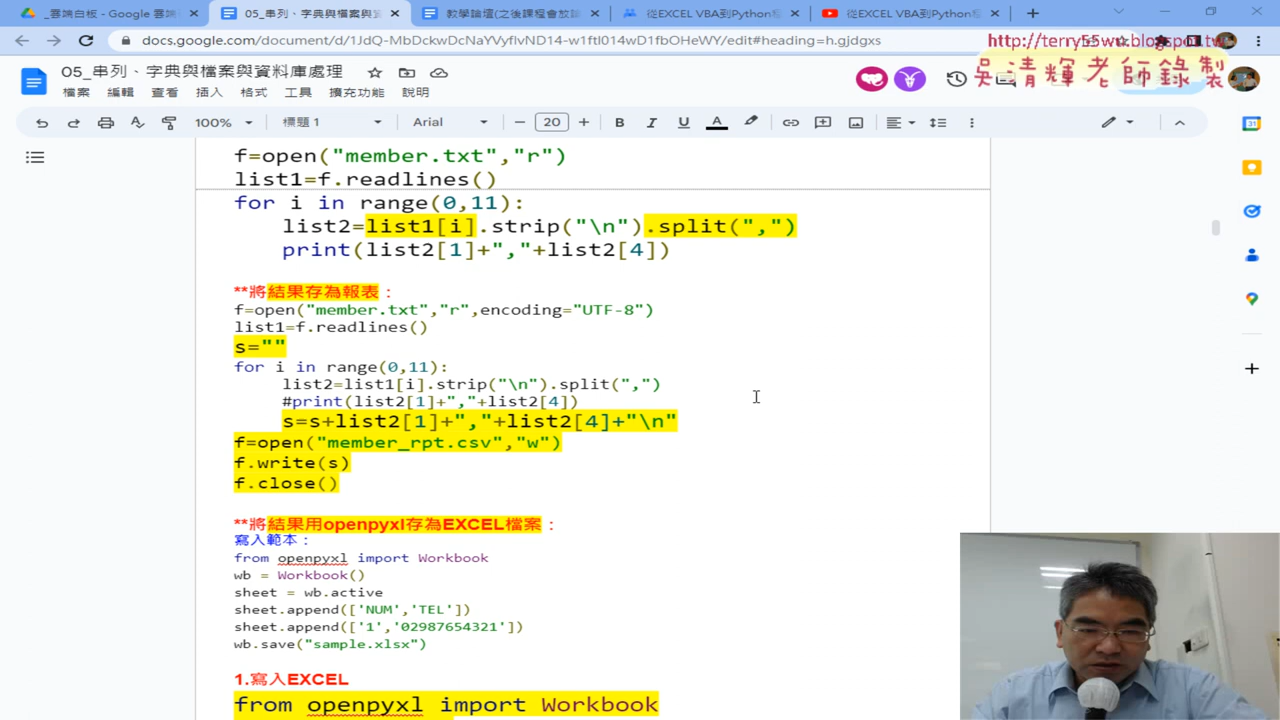 _雲端白板 - Google 雲端
05_串列、字典與檔案與資料
教學論壇(之後課程會放
從EXCEL VBA到Python
從EXCEL VBA到Python
docs.google.com/document/d/1JdQ-MbDckwDcNaYVyfIvND14-w1ftI014wD1fbOHeWY/edit#heading=h.gjdgxs
http://terry55wu.blogspot.tw
吳清輝老師錄製
05_串列、字典與檔案與資料庫處理
檔案 編輯 查看 插入 格式 工具 擴充功能 說明
100% 標題 1 Arial 20 B I U A
f=open("member.txt","r")
list1=f.readlines()
for i in range(0,11):
list2=list1[i].strip("\n").split(",")
print(list2[1]+","+list2[4])
**將結果存為報表：
f=open("member.txt","r",encoding="UTF-8")
list1=f.readlines()
s=""
for i in range(0,11):
list2=list1[i].strip("\n").split(",")
#print(list2[1]+","+list2[4])
s=s+list2[1]+","+list2[4]+"\n"
f=open("member_rpt.csv","w")
f.write(s)
f.close()
**將結果用openpyxl存為EXCEL檔案：
寫入範本：
from openpyxl import Workbook
wb = Workbook()
sheet = wb.active
sheet.append(['NUM','TEL'])
sheet.append(['1','02987654321'])
wb.save("sample.xlsx")
1.寫入EXCEL
from openpyxl import Workbook